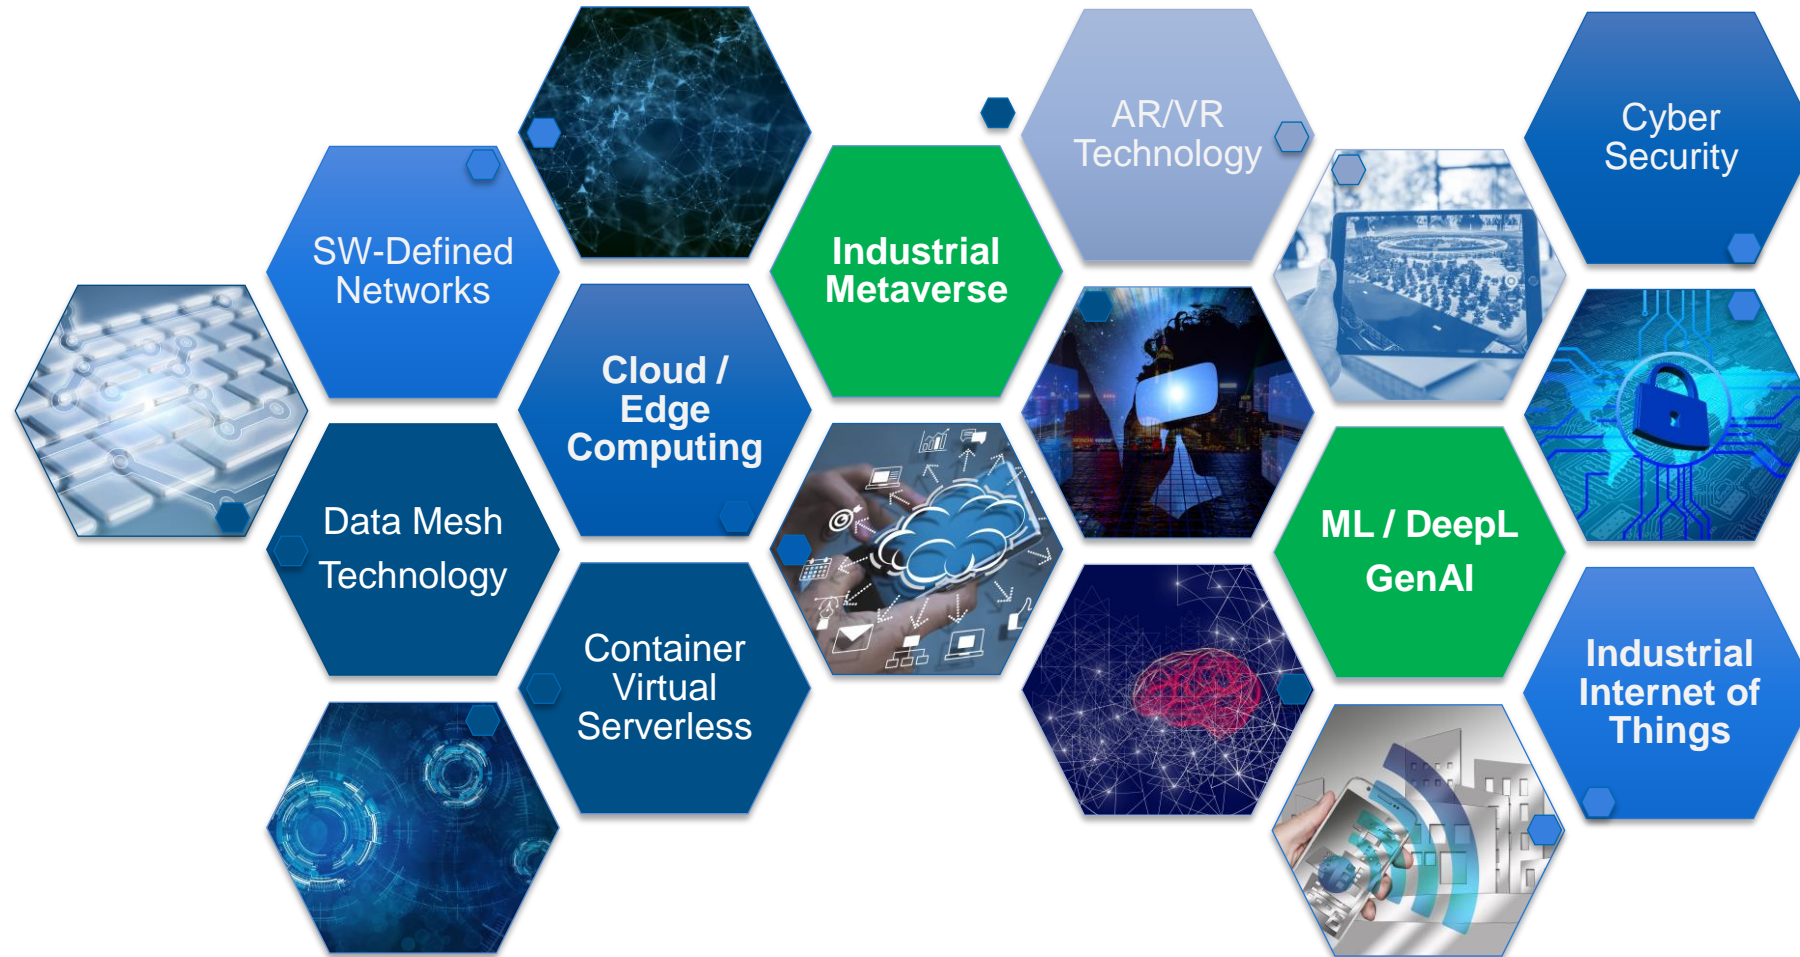 SW-Defined
Networks
Data Mesh
Technology
Cloud /
Edge
Computing
Container
Virtual
Serverless
Industrial
Metaverse
AR/VR
Technology
ML / DeepL
GenAI
Cyber
Security
Industrial
Internet of
Things